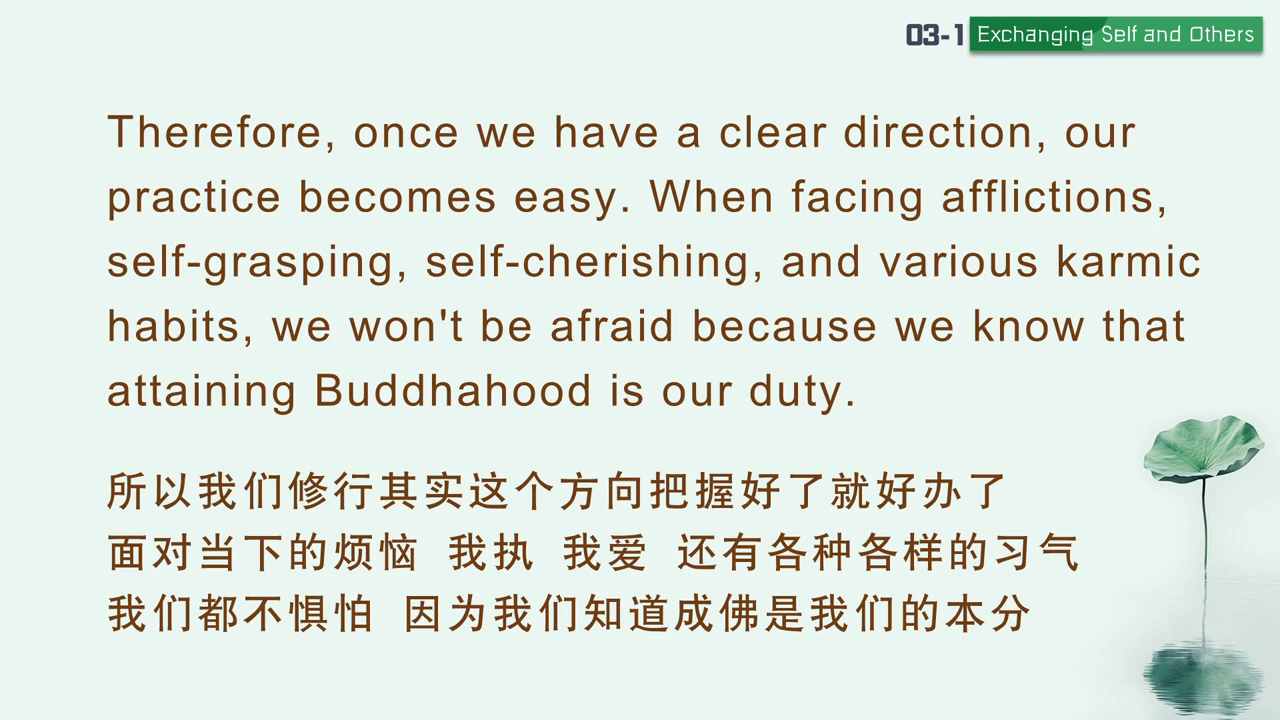 03-1 Exchanging Self and Others
Therefore, once we have a clear direction, our
practice becomes easy. When facing afflictions,
self-grasping, self-cherishing, and various karmic
habits, we won't be afraid because we know that
attaining Buddhahood is our duty.
所以我们修行其实这个方向把握好了就好办了
面对当下的烦恼 我执 我爱 还有各种各样的习气
我们都不惧怕 因为我们知道成佛是我们的本分